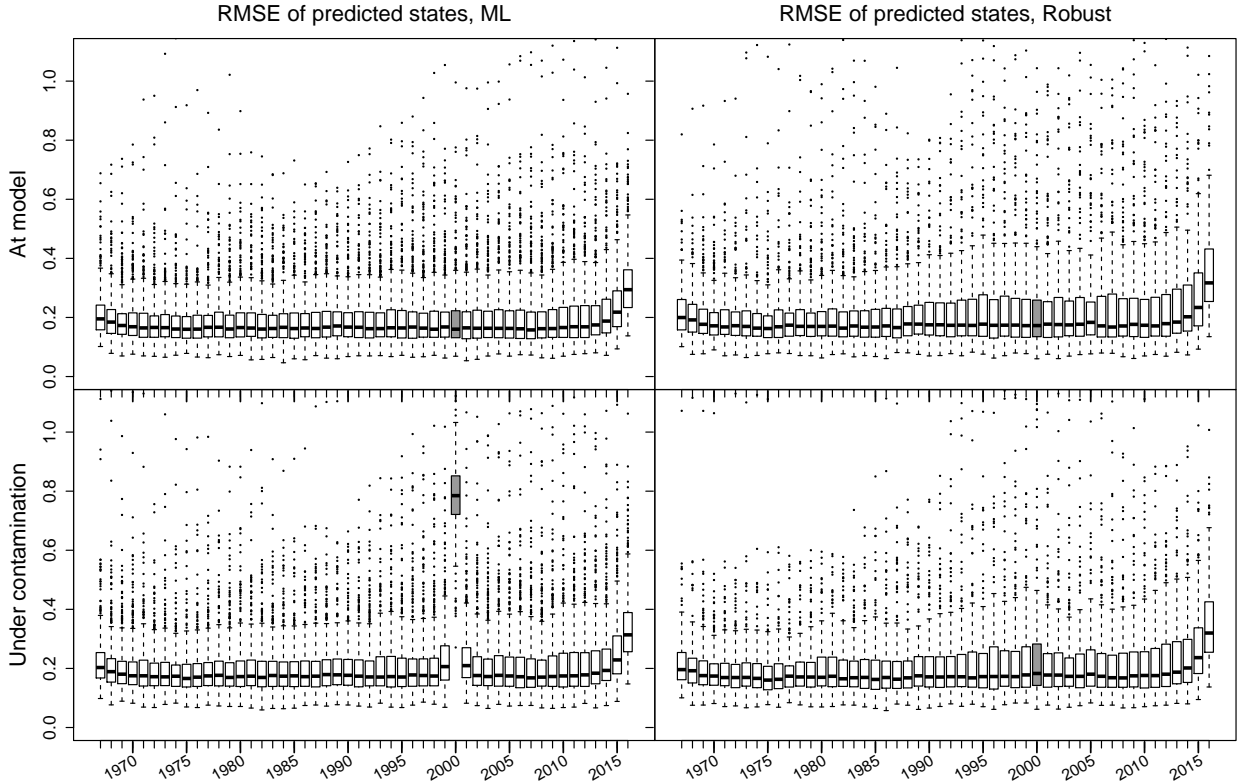 RMSE of predicted states, ML
RMSE of predicted states, Robust
At model
0.0 0.2 0.4 0.6 0.8 1.0
Under contamination
0.0 0.2 0.4 0.6 0.8 1.0
1970 1975 1980 1985 1990 1995 2000 2005 2010 2015
1970 1975 1980 1985 1990 1995 2000 2005 2010 2015